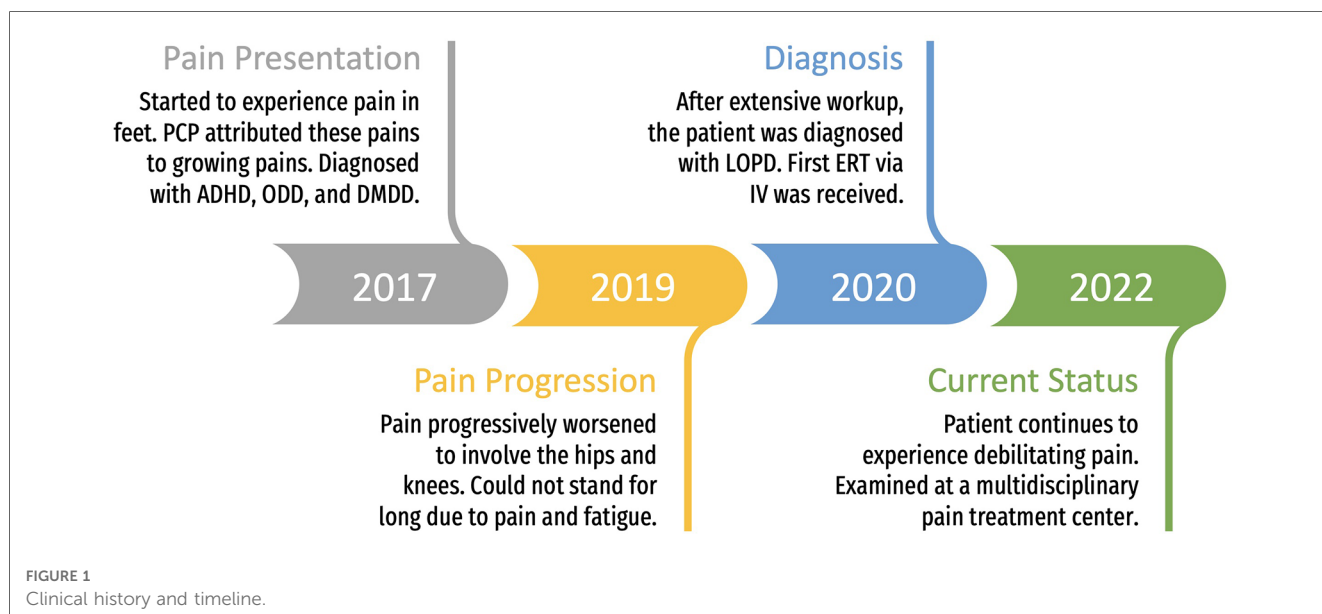 Pain Presentation
Started to experience pain in
feet. PCP attributed these pains
to growing pains. Diagnosed
with ADHD, ODD, and DMDD.
Diagnosis
After extensive workup,
the patient was diagnosed
with LOPD. First ERT via
IV was received.
2017
2019
2020
2022
Pain Progression
Pain progressively worsened
to involve the hips and
knees. Could not stand for
long due to pain and fatigue.
Current Status
Patient continues to
experience debilitating pain.
Examined at a multidisciplinary
pain treatment center.
FIGURE 1
Clinical history and timeline.